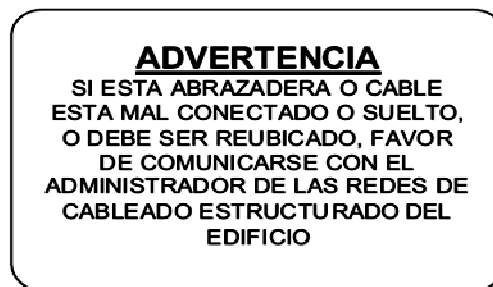 ADVERTENCIA
SI ESTA ABRAZADERA O CABLE
ESTA MAL CONECTADO O SUELTO,
O DEBE SER REUBICADO, FAVOR
DE COMUNICARSE CON EL
ADMINISTRADOR DE LAS REDES DE
CABLEADO ESTRUCTURADO DEL
EDIFICIO